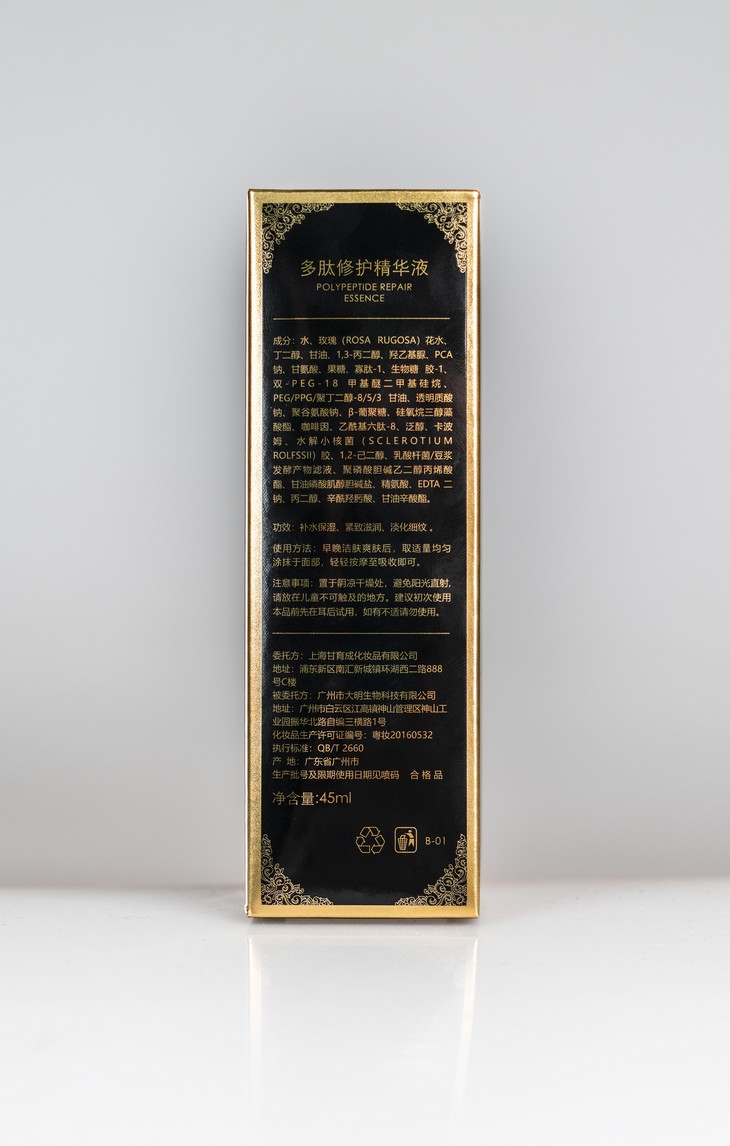 多肽修护精华液
POLYPEPTIDE REPAIR
ESSENCE
成分：水、玫瑰（ROSA RUGOSA）花水、
丁二醇、甘油、1,3-丙二醇、羟乙基脲、PCA
钠、甘氨酸、果糖、寡肽-1、生物糖 胶-1、
双-PEG-18 甲基醚二甲基硅烷、
PEG/PPG/聚丁二醇-8/5/3 甘油、透明质酸
钠、聚谷氨酸钠、β-葡聚糖、硅氧烷三醇藻
酸酯、咖啡因、乙酰基六肽-8、泛醇、卡波
姆、水解小核菌（SCLEROTIUM
ROLFSSII）胶、1,2-己二醇、乳酸杆菌/豆浆
发酵产物滤液、聚磷酸胆碱乙二醇丙烯酸
酯、甘油磷酸肌醇胆碱盐、精氨酸、EDTA 二
钠、丙二醇、辛酰羟肟酸、甘油辛酸酯。
功效：补水保湿、紧致滋润、淡化细纹 。
使用方法：早晚洁肤爽肤后，取适量均匀
涂抹于面部，轻轻按摩至吸收即可。
注意事项：置于阴凉干燥处，避免阳光直射,
请放在儿童不可触及的地方。建议初次使用
本品前先在耳后试用，如有不适请勿使用。
委托方：上海甘育成化妆品有限公司
地址：浦东新区南汇新城镇环湖西二路888
号C楼
被委托方：广州市大明生物科技有限公司
地址：广州市白云区江高镇神山管理区神山工
业园振华北路自编三横路1号
化妆品生产许可证编号：粤妆20160532
执行标准：QB/T 2660
产 地：广东省广州市
生产批号及限期使用日期见喷码 合 格 品
净含量:45ml
B-01